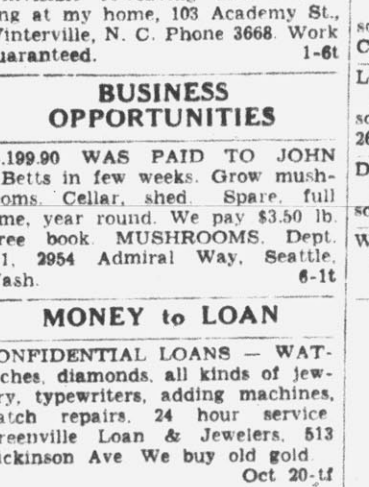 ng at my home, 103 Academy St.,
Winterville, N. C. Phone 3668. Work
uaranteed. 1-6t
BUSINESS
OPPORTUNITIES
.199.90 WAS PAID TO JOHN
Betts in few weeks. Grow mush-
oms. Cellar, shed. Spare, full
me, year round. We pay $3.50 lb.
ree book. MUSHROOMS, Dept.
1, 2954 Admiral Way, Seattle,
ash. 6-1t
MONEY to LOAN
ONFIDENTIAL LOANS — WAT-
ches, diamonds, all kinds of jew-
ry, typewriters, adding machines,
atch repairs. 24 hour service
reenville Loan & Jewelers, 513
ickinson Ave We buy old gold
Oct 20-tf